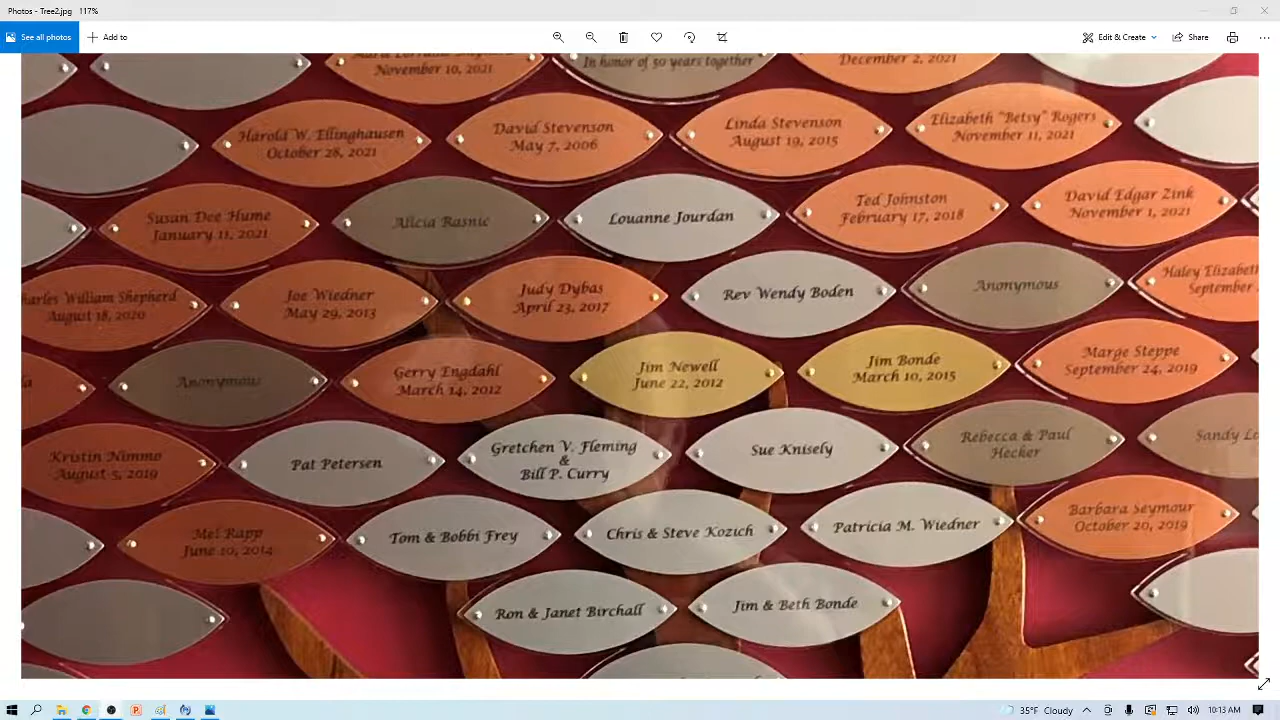 Photos - Tree2.jpg   117%
See all photos
Add to
Edit & Create
Share
November 10, 2021
In honor of 50 years together
December 2, 2021
Harold W. Ellinghausen
October 28, 2021
David Stevenson
May 7, 2006
Linda Stevenson
August 19, 2015
Elizabeth "Betsy" Rogers
November 11, 2021
Susan Dee Hume
January 11, 2021
Alicia Rasnic
Louanne Jourdan
Ted Johnston
February 17, 2018
David Edgar Zink
November 1, 2021
harles William Shepherd
August 18, 2020
Joe Wiedner
May 29, 2013
Judy Dybas
April 23, 2017
Rev Wendy Boden
Anonymous
Haley Elizabeth
September
Anonymous
Gerry Engdahl
March 14, 2012
Jim Newell
June 22, 2012
Jim Bonde
March 10, 2015
Marge Steppe
September 24, 2019
Kristin Nimmo
August 5, 2019
Pat Petersen
Gretchen V. Fleming
&
Bill P. Curry
Sue Knisely
Rebecca & Paul
Hecker
Sandy Lo
Mel Rapp
June 10, 2014
Tom & Bobbi Frey
Chris & Steve Kozich
Patricia M. Wiedner
Barbara Seymour
October 20, 2019
Ron & Janet Birchall
Jim & Beth Bonde
35°F Cloudy
10:13 AM